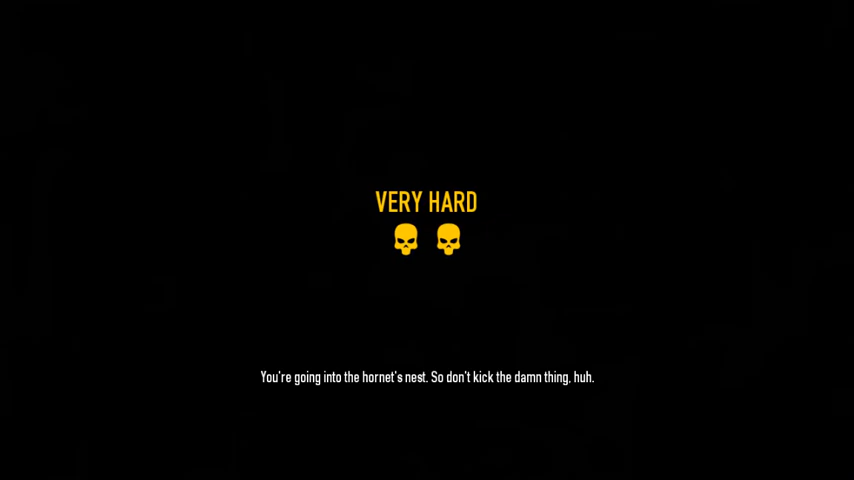 VERY HARD
You're going into the hornet's nest. So don't kick the damn thing, huh.